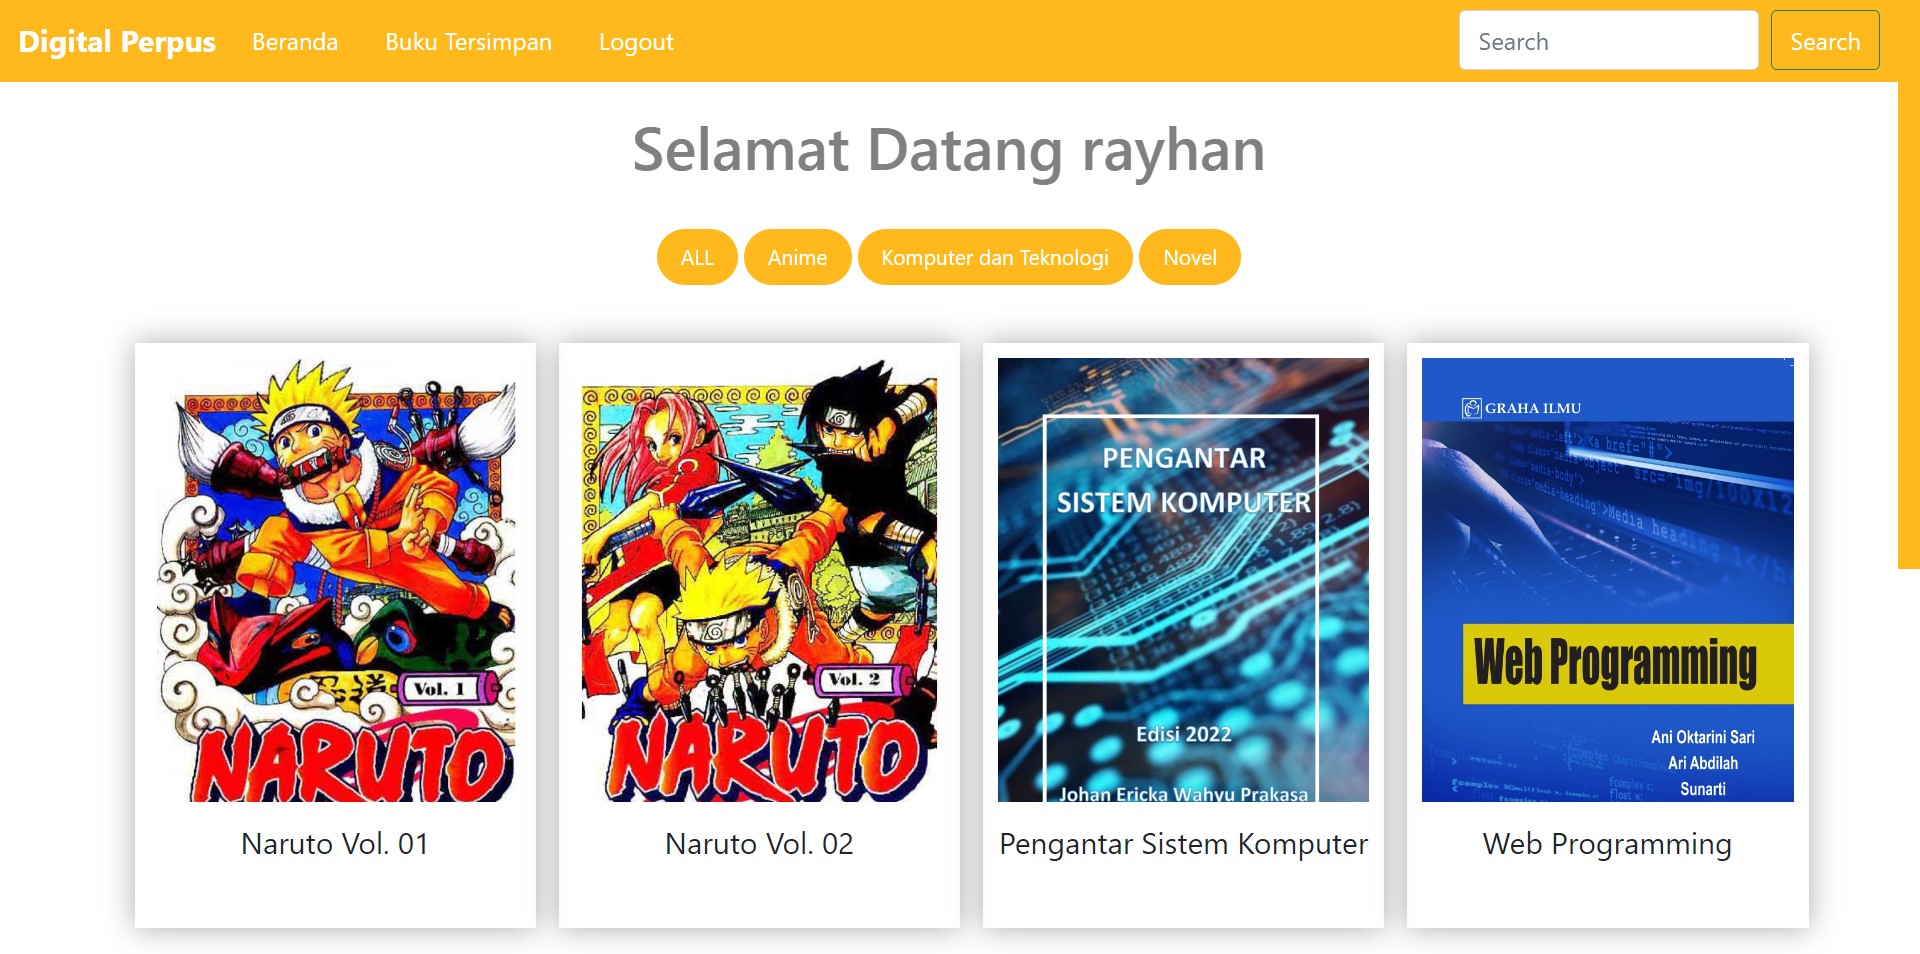 Digital Perpus Beranda Buku Tersimpan Logout Search Search
Selamat Datang rayhan
ALL Anime Komputer dan Teknologi Novel
Vol. 1
NARUTO
Naruto Vol. 01
Vol. 2
NARUTO
Naruto Vol. 02
PENGANTAR
SISTEM KOMPUTER
Edisi 2022
Johan Ericka Wahyu Prakasa
Pengantar Sistem Komputer
GRAHA ILMU
Web Programming
Ani Oktarini Sari
Ari Abdilah
Sunarti
Web Programming